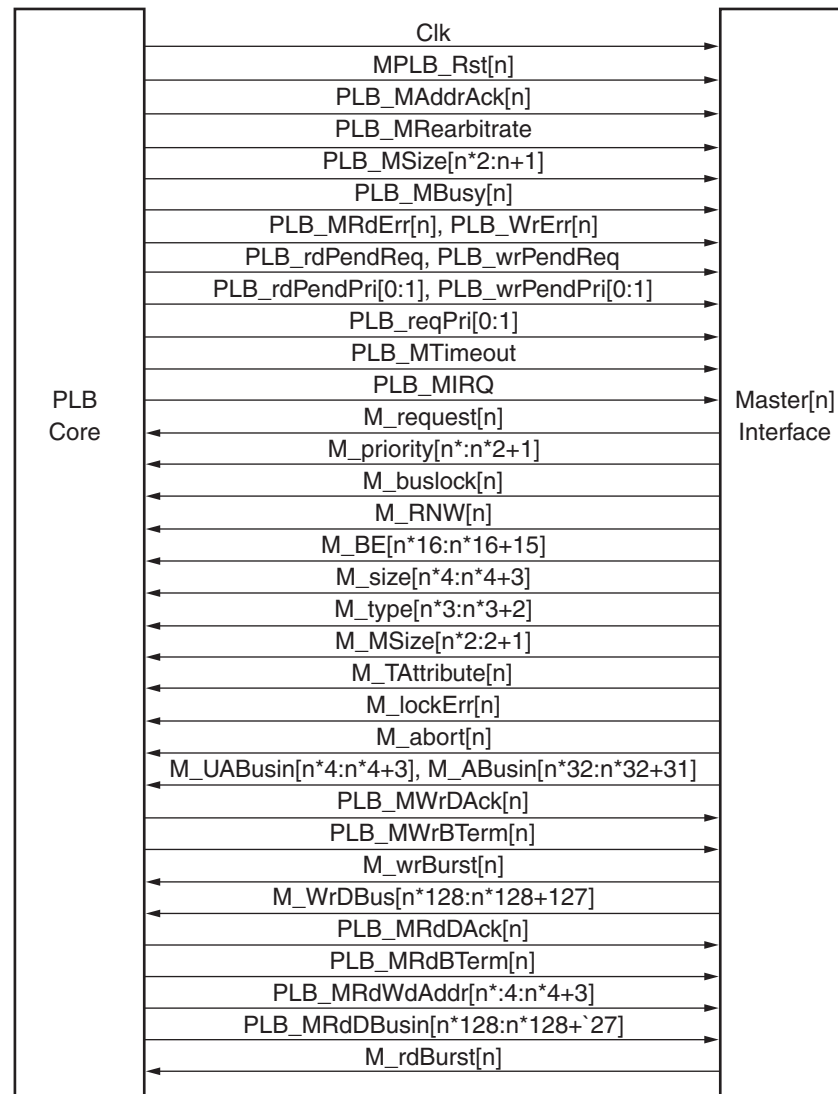 Clk
MPLB_Rst[n]
PLB_MAddrAck[n]
PLB_MRearbitrate
PLB_MSize[n*2:n+1]
PLB_MBusy[n]
PLB_MRdErr[n], PLB_WrErr[n]
PLB_rdPendReq, PLB_wrPendReq
PLB_rdPendPri[0:1], PLB_wrPendPri[0:1]
PLB_reqPri[0:1]
PLB_MTimeout
PLB_MIRQ
PLB
Core
Master[n]
Interface
M_request[n]
M_priority[n*:n*2+1]
M_buslock[n]
M_RNW[n]
M_BE[n*16:n*16+15]
M_size[n*4:n*4+3]
M_type[n*3:n*3+2]
M_MSize[n*2:2+1]
M_TAttribute[n]
M_lockErr[n]
M_abort[n]
M_UABusin[n*4:n*4+3], M_ABusin[n*32:n*32+31]
PLB_MWrDAck[n]
PLB_MWrBTerm[n]
M_wrBurst[n]
M_WrDBus[n*128:n*128+127]
PLB_MRdDAck[n]
PLB_MRdBTerm[n]
PLB_MRdWdAddr[n*:4:n*4+3]
PLB_MRdDBusin[n*128:n*128+`27]
M_rdBurst[n]